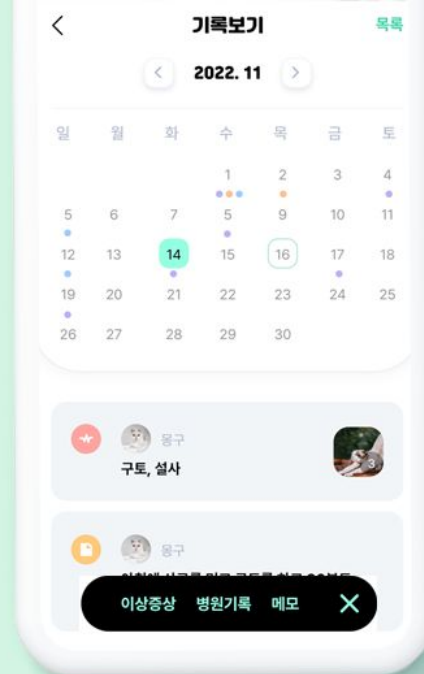 기록보기 목록
2022. 11
일 월 화 수 목 금 토
1 2 3 4
5 6 7 5 9 10 11
12 13 14 15 16 17 18
19 20 21 22 23 24 25
26 27 28 29 30
몽구
구토, 설사
3
몽구
이상증상 병원기록 메모